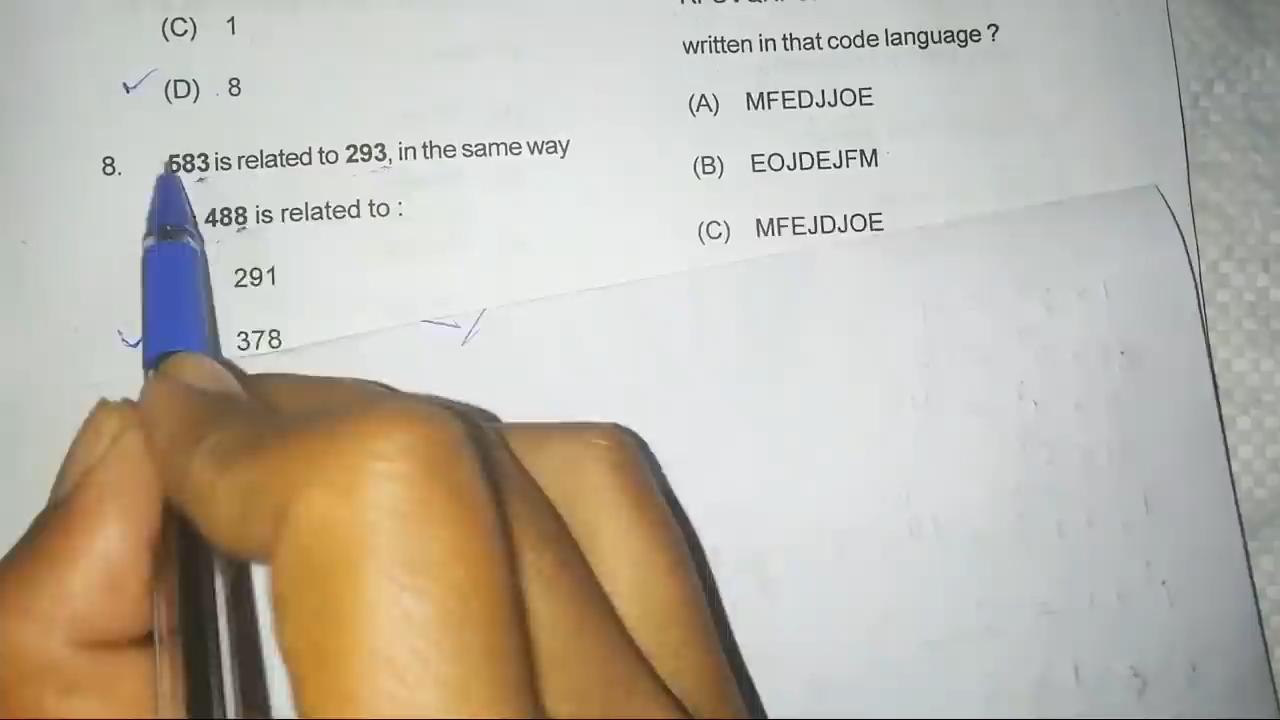 (C) 1
(D) 8
8. 583 is related to 293, in the same way
488 is related to :
291
378
written in that code language ?
(A) MFEDJJOE
(B) EOJDEJFM
(C) MFEJDJOE